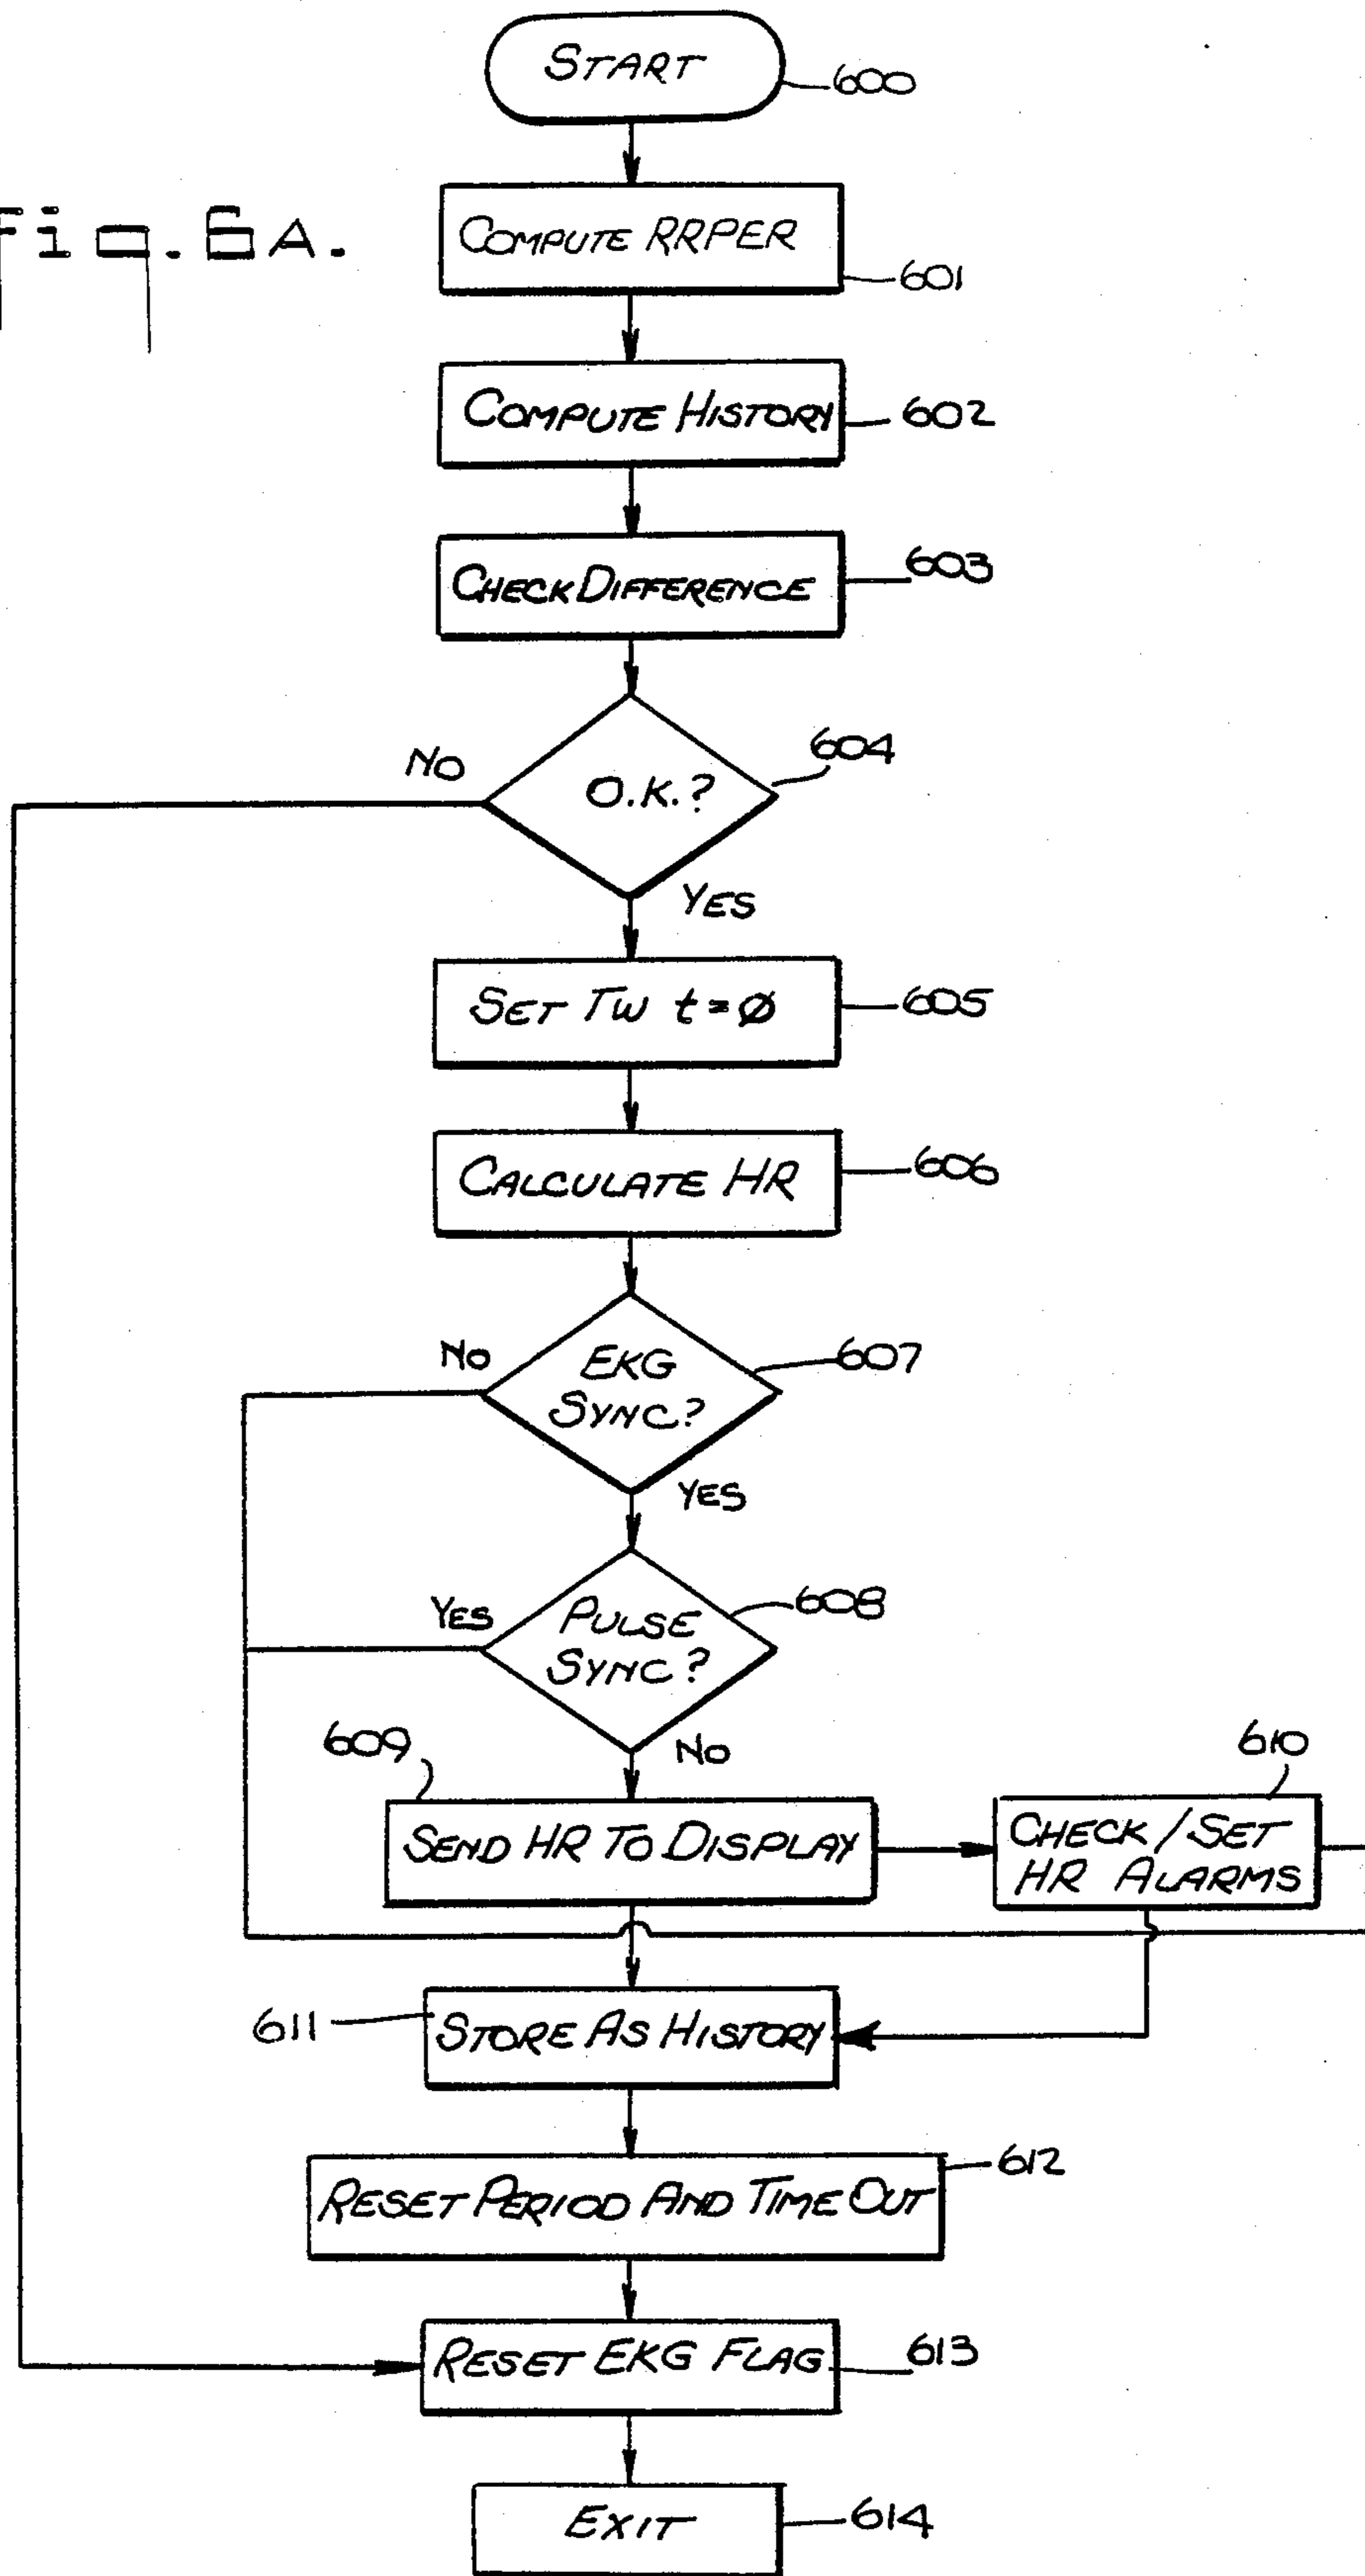 START
600
Fig. 6A.
COMPUTE RRPER
601
COMPUTE HISTORY
602
CHECK DIFFERENCE
603
NO
O.K.?
604
YES
SET TW t=Ø
605
CALCULATE HR
606
NO
EKG
SYNC?
607
YES
YES
PULSE
SYNC?
608
NO
609
SEND HR TO DISPLAY
610
CHECK/SET
HR ALARMS
611
STORE AS HISTORY
RESET PERIOD AND TIME OUT
612
RESET EKG FLAG
613
EXIT
614